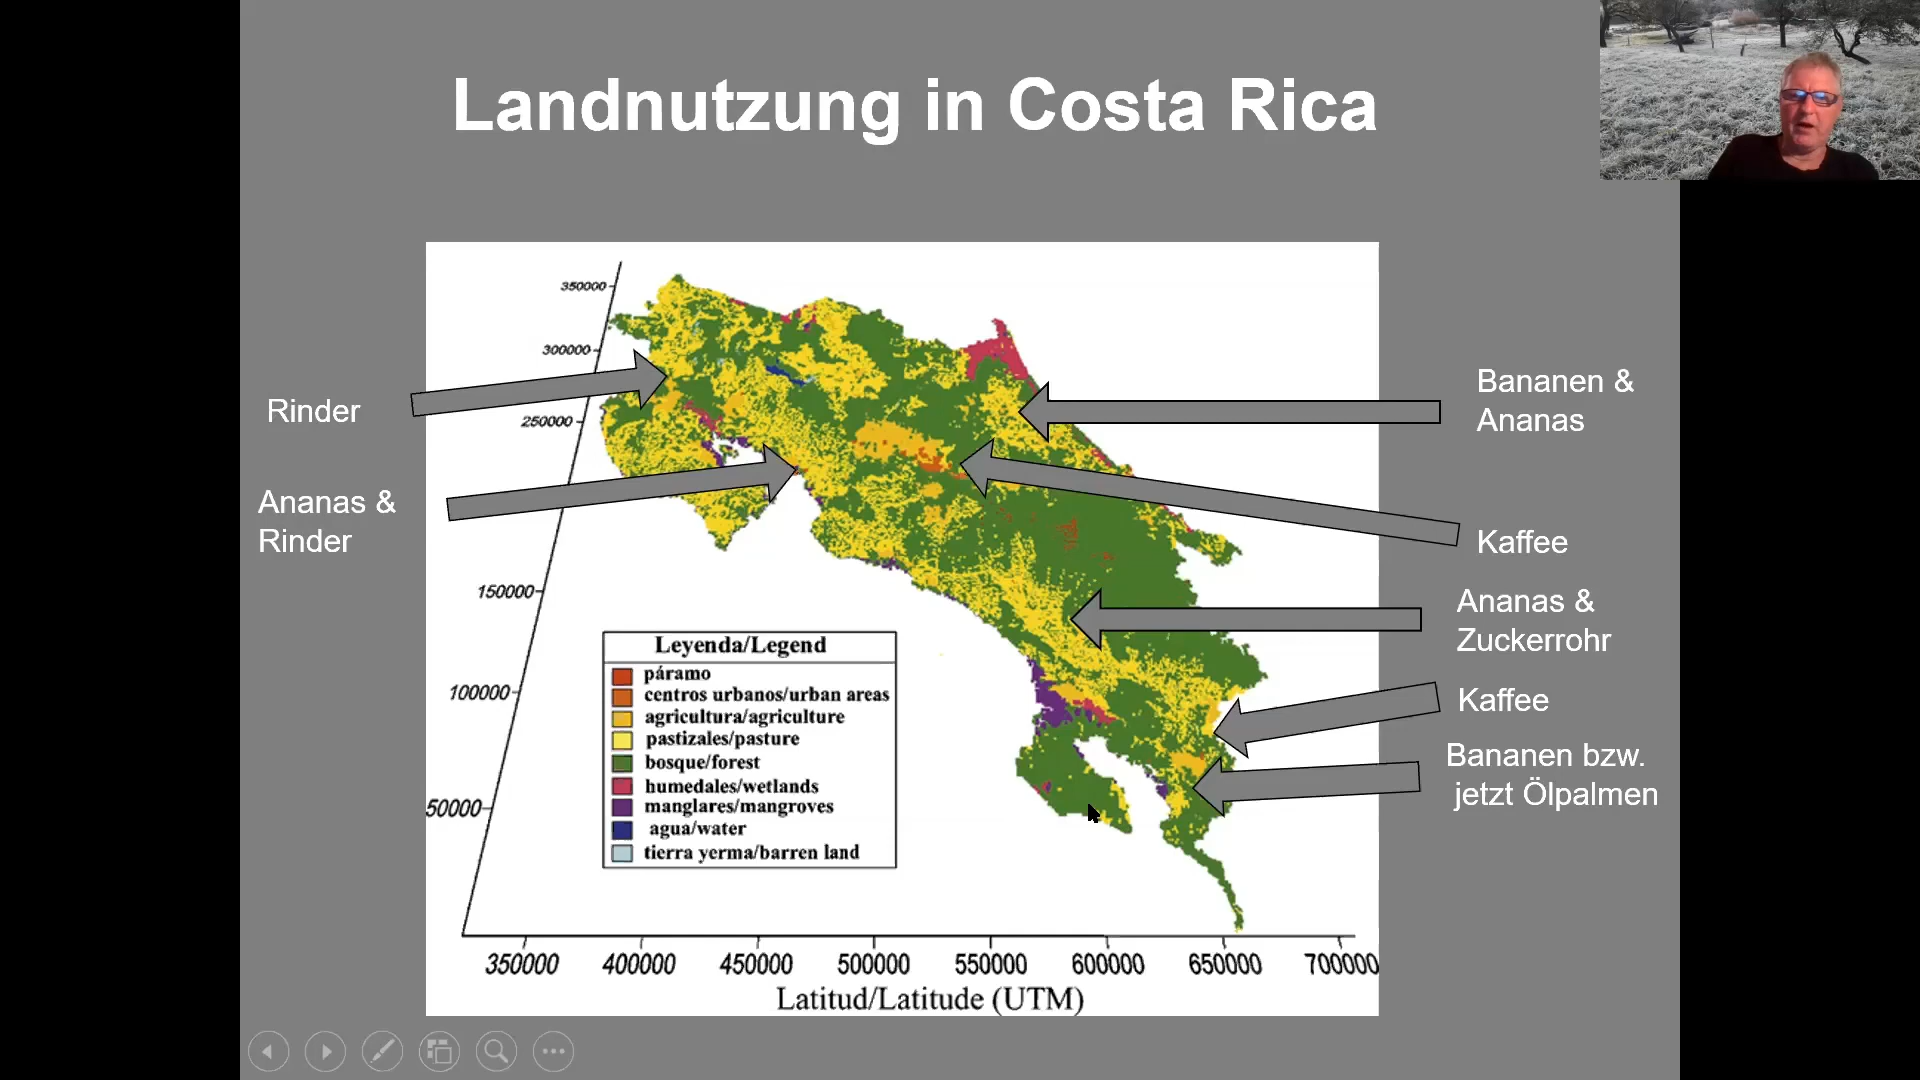 Landnutzung in Costa Rica
Rinder
Ananas &
Rinder
Bananen &
Ananas
Kaffee
Ananas &
Zuckerrohr
Kaffee
Bananen bzw.
jetzt Ölpalmen
350000
300000
250000
150000
100000
50000
Leyenda/Legend
páramo
centros urbanos/urban areas
agricultura/agriculture
pastizales/pasture
bosque/forest
humedales/wetlands
manglares/mangroves
agua/water
tierra yerma/barren land
350000 400000 450000 500000 550000 600000 650000 700000
Latitud/Latitude (UTM)